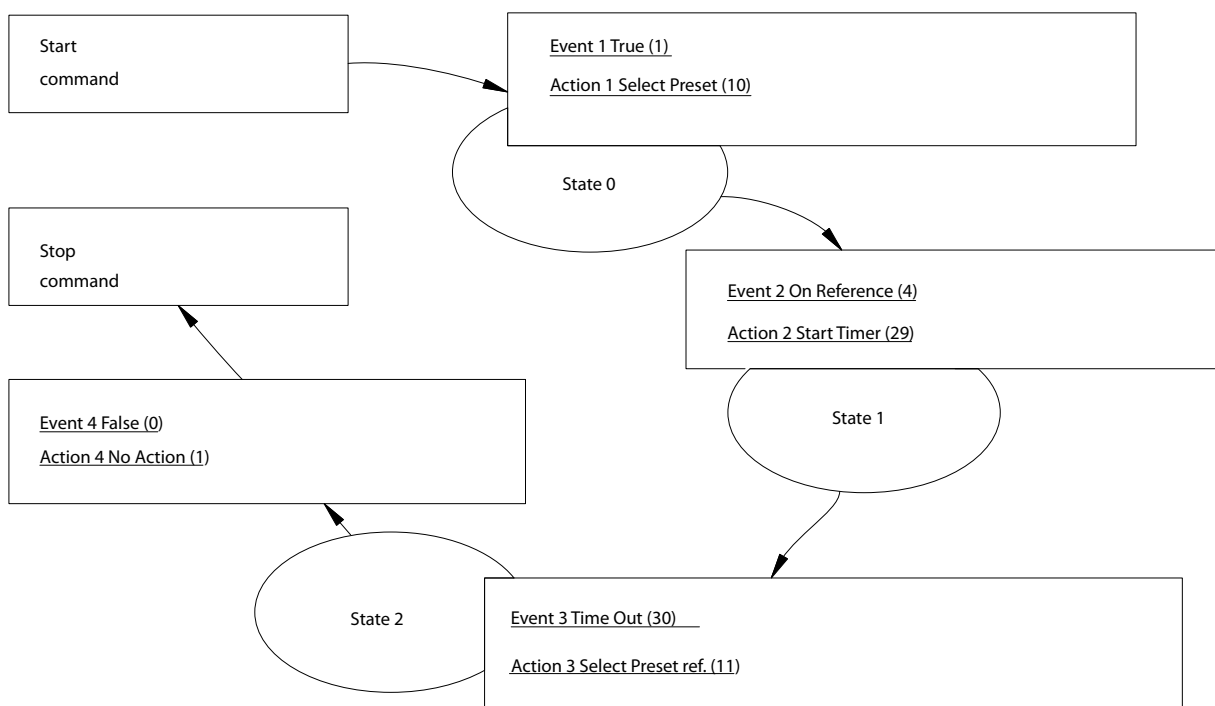 Start
command
Event 1 True (1)
Action 1 Select Preset (10)
State 0
Stop
command
Event 2 On Reference (4)
Action 2 Start Timer (29)
State 1
Event 4 False (0)
Action 4 No Action (1)
State 2
Event 3 Time Out (30)
Action 3 Select Preset ref. (11)